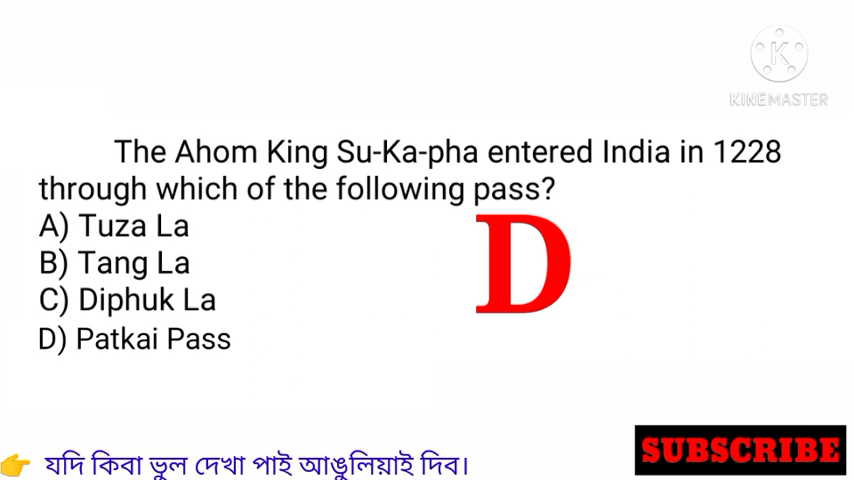 KINEMASTER
The Ahom King Su-Ka-pha entered India in 1228
through which of the following pass?
A) Tuza La
B) Tang La
C) Diphuk La
D) Patkai Pass
D
👉 যদি কিবা ভুল দেখা পাই আঙুলিয়াই দিব।
SUBSCRIBE